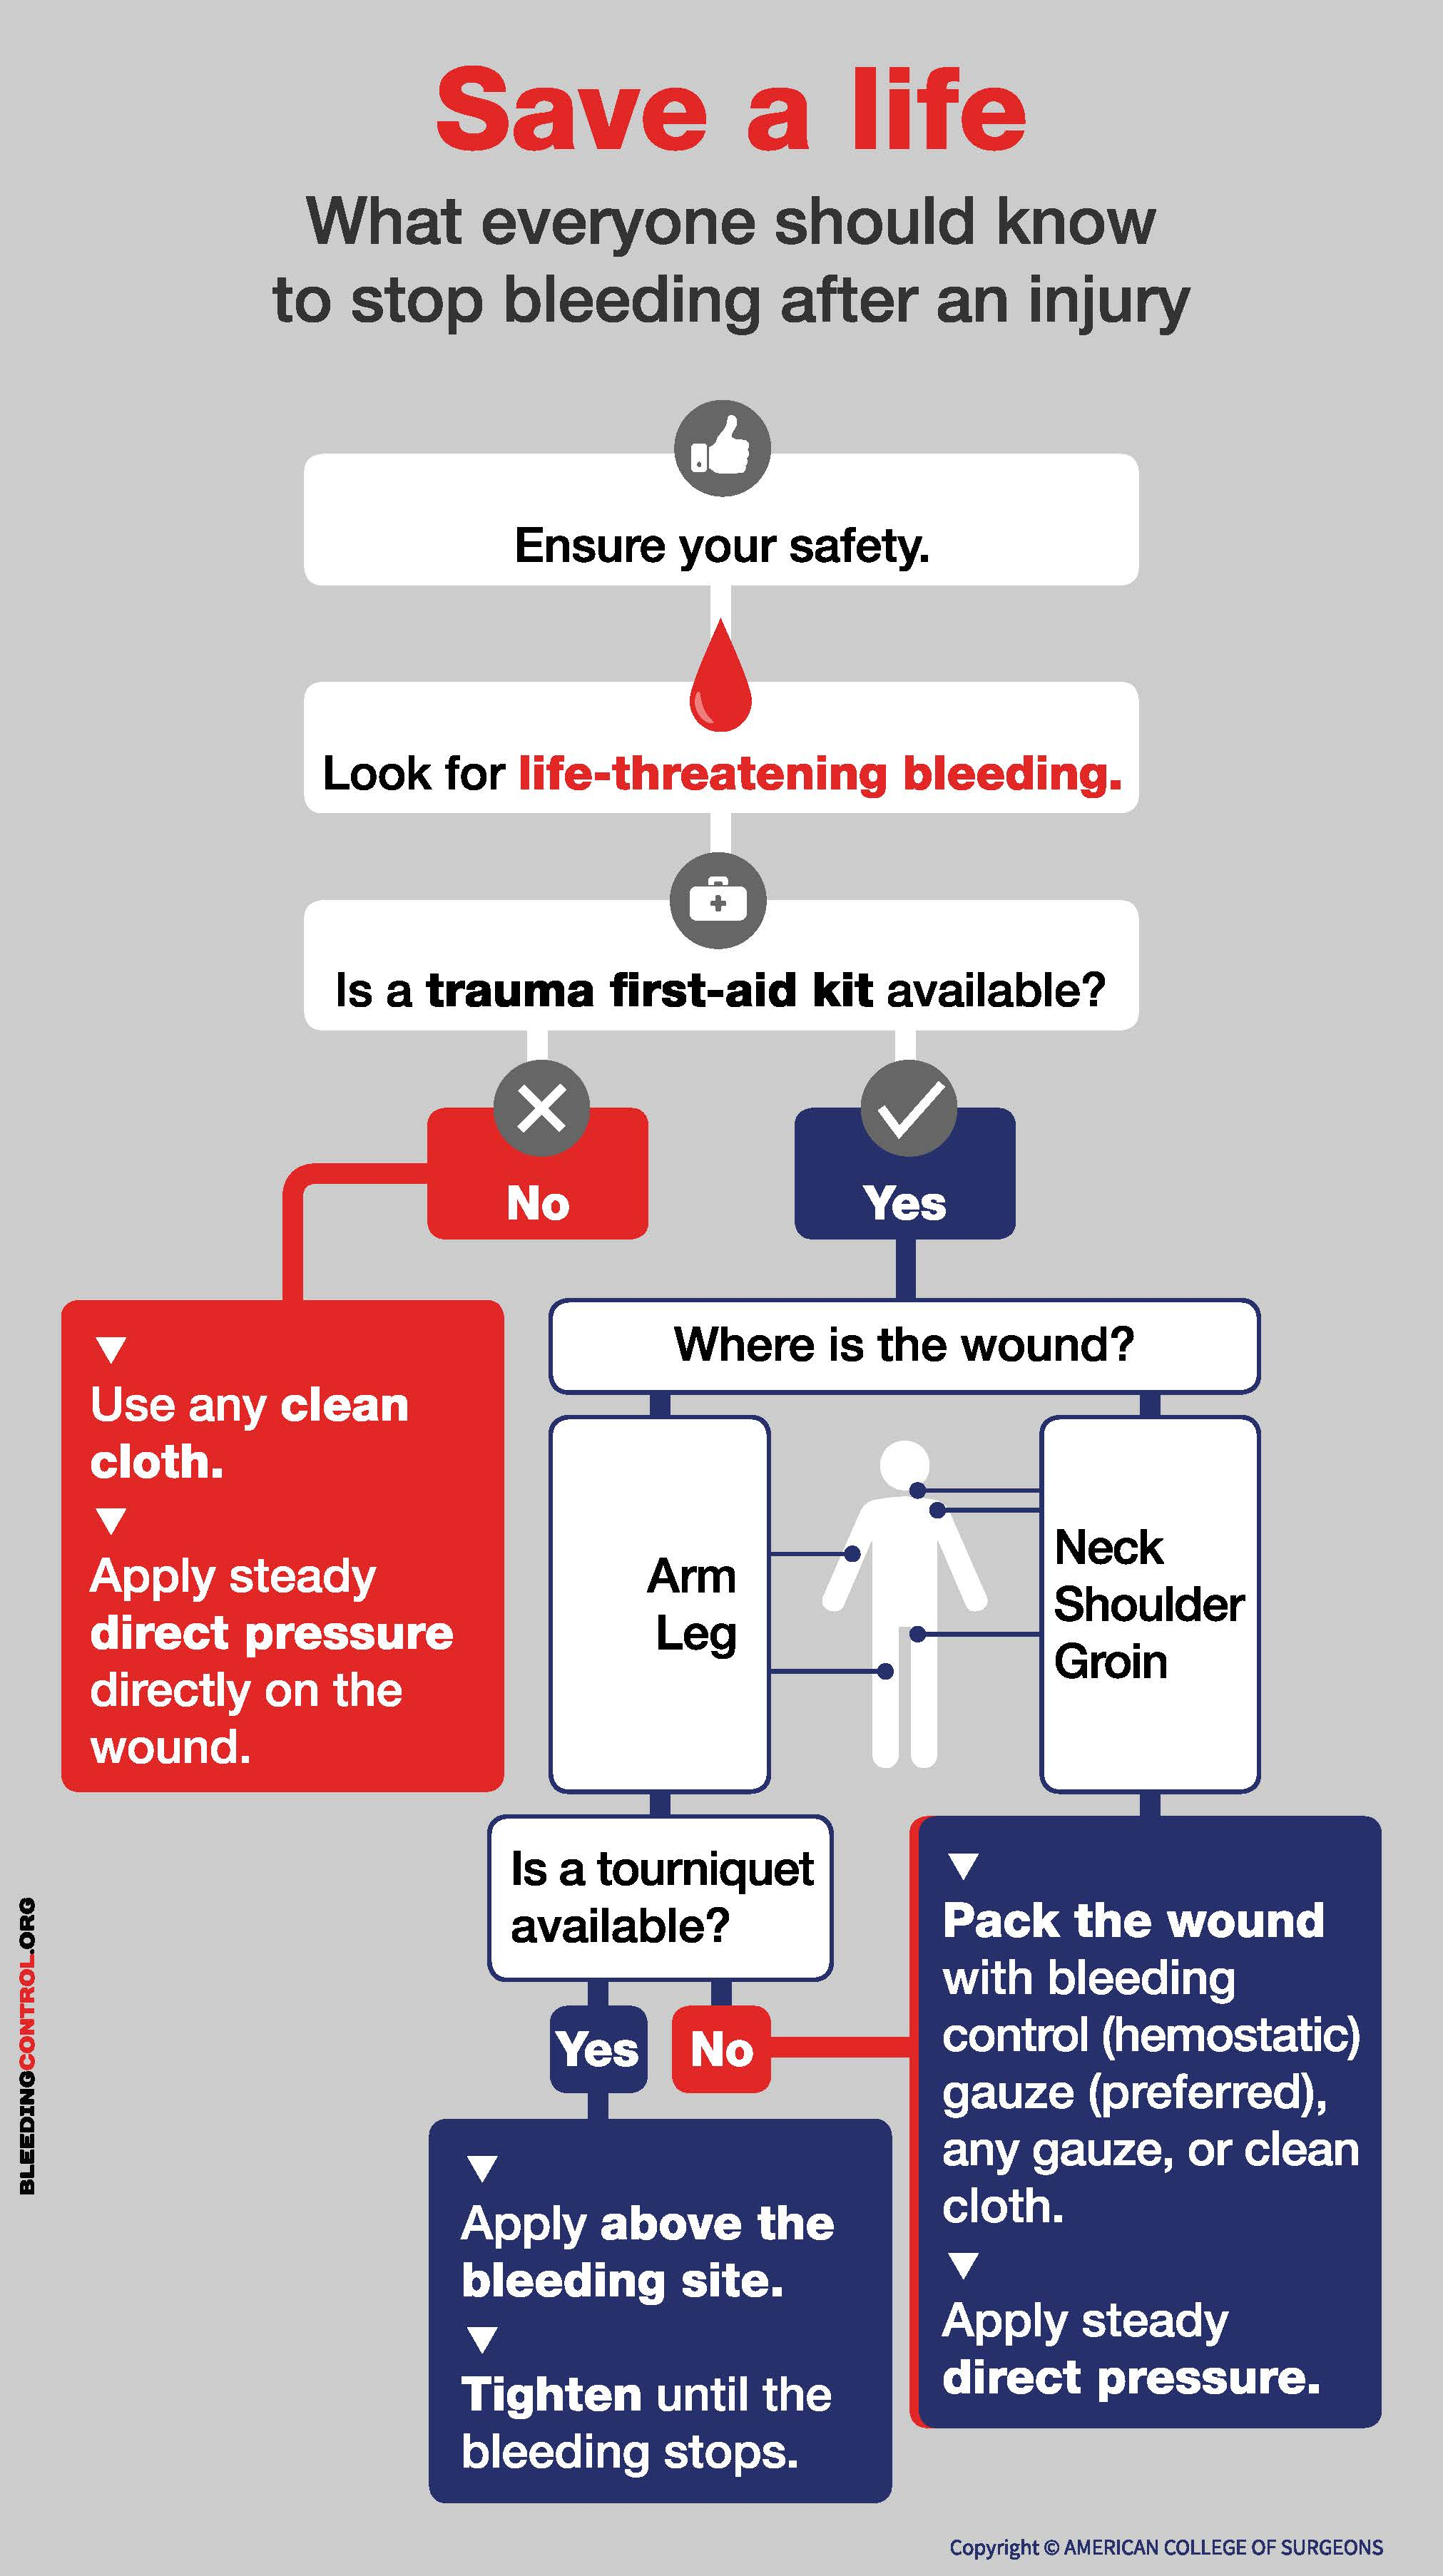 Save a life
What everyone should know
to stop bleeding after an injury
Ensure your safety.
Look for life-threatening bleeding.
Is a trauma first-aid kit available?
No
Yes
Use any clean
cloth.
Apply steady
direct pressure
directly on the
wound.
Where is the wound?
Arm
Leg
Neck
Shoulder
Groin
Is a tourniquet
available?
Yes
No
Apply above the
bleeding site.
Tighten until the
bleeding stops.
Pack the wound
with bleeding
control (hemostatic)
gauze (preferred),
any gauze, or clean
cloth.
Apply steady
direct pressure.
BLEEDINGCONTROL.ORG
Copyright © AMERICAN COLLEGE OF SURGEONS